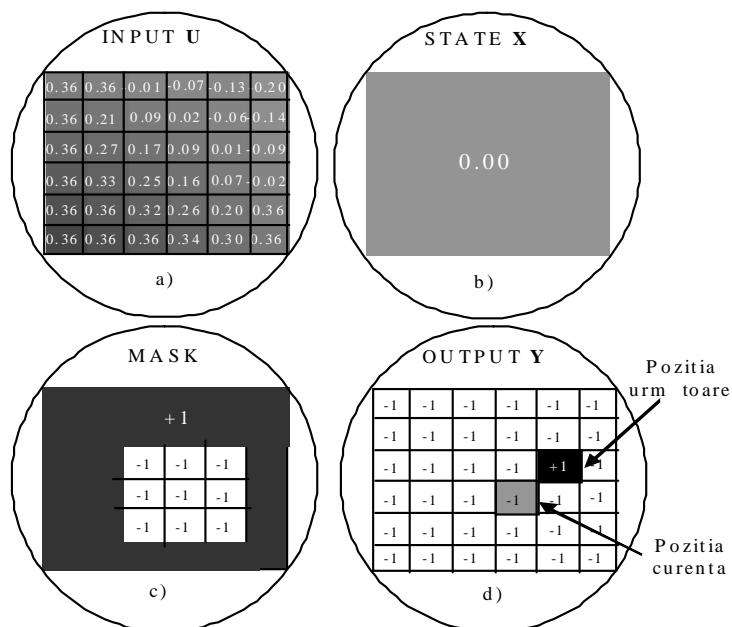 INPUT U
0.36 0.36 -0.01 -0.07 -0.13 -0.20
0.36 0.21 0.09 0.02 -0.06 -0.14
0.36 0.27 0.17 0.09 0.01 -0.09
0.36 0.33 0.25 0.16 0.07 -0.02
0.36 0.36 0.32 0.26 0.20 0.36
0.36 0.36 0.36 0.34 0.30 0.36
a)
STATE X
0.00
b)
MASK
+1
-1 -1 -1
-1 -1 -1
-1 -1 -1
c)
OUTPUT Y
-1 -1 -1 -1 -1 -1
-1 -1 -1 -1 -1 -1
-1 -1 -1 -1 +1 -1
-1 -1 -1 -1 -1 -1
-1 -1 -1 -1 -1 -1
-1 -1 -1 -1 -1 -1
d)
Pozitia
urm toare
Pozitia
curenta